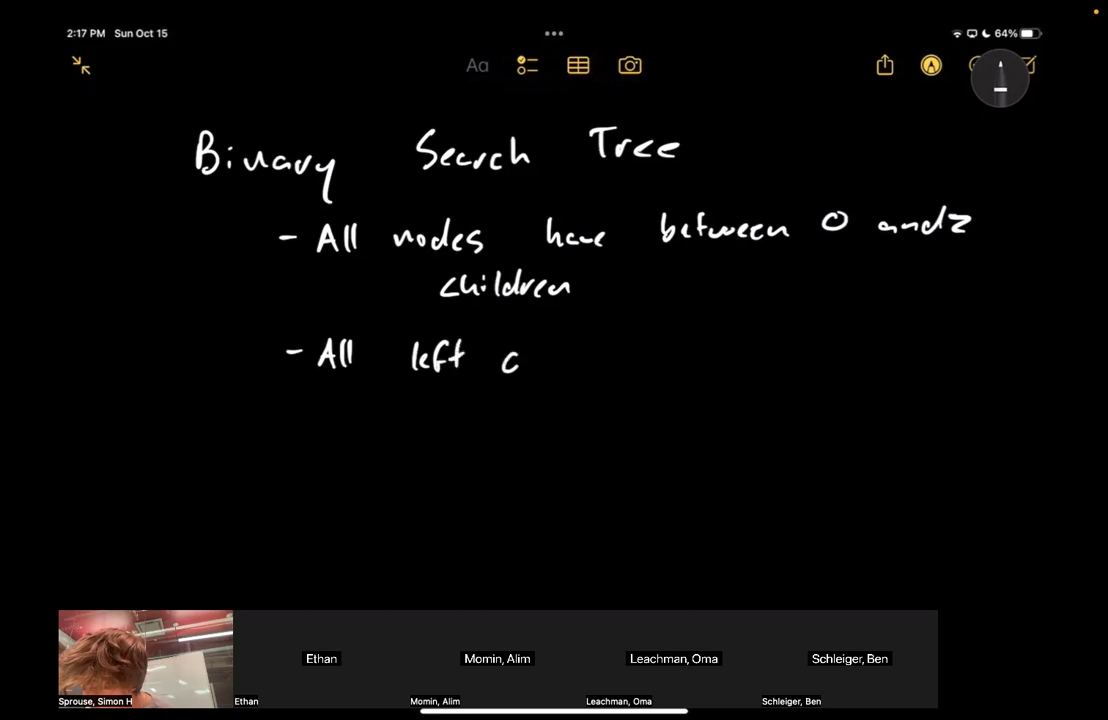 2:17 PM Sun Oct 15
64%
Aa
Binary Search Tree
- All nodes have between 0 and 2
children
- All left c
Ethan
Momin, Alim
Leachman, Oma
Schleiger, Ben
Sprouse, Simon H
Ethan
Momin, Alim
Leachman, Oma
Schleiger, Ben